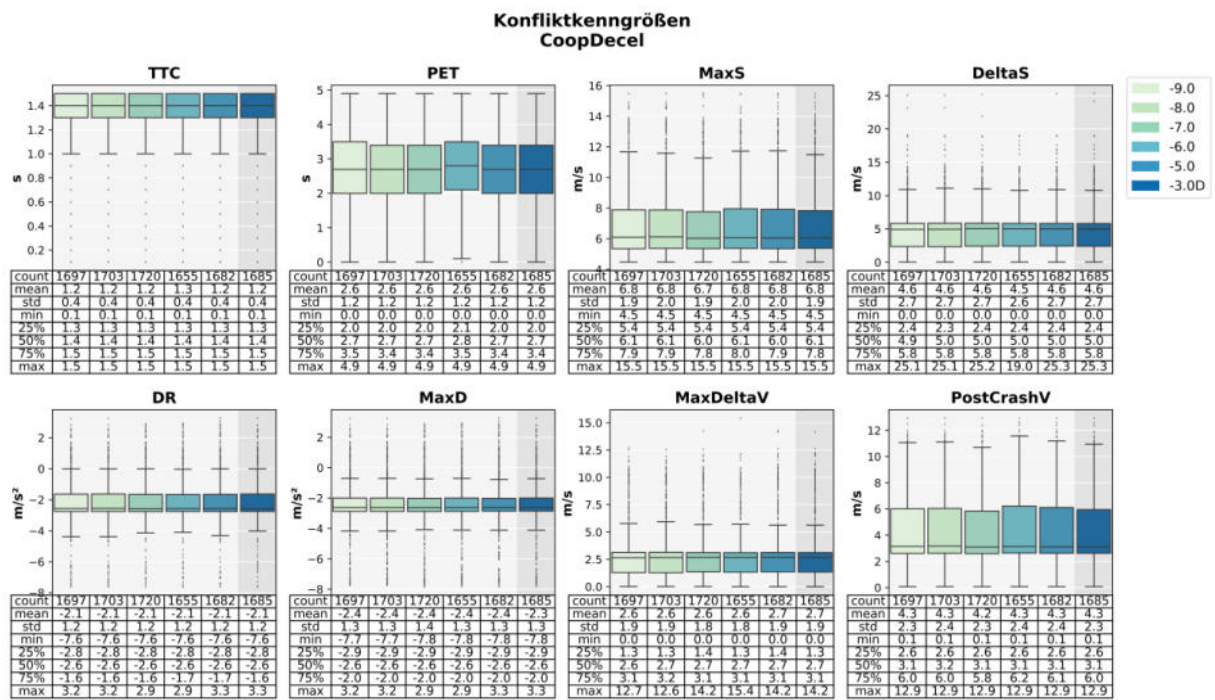 Konfliktkenngrößen
CoopDecel
TTC PET MaxS DeltaS
1.4
1.2
1.0
0.8
0.6
0.4
0.2
s
5
4
3
2
1
0
s
16
14
12
10
8
6
4
m/s
25
20
15
10
5
0
m/s
-9.0
-8.0
-7.0
-6.0
-5.0
-3.0D
count 1697 1703 1720 1655 1682 1685
mean 1.2 1.2 1.2 1.3 1.2 1.2
std 0.4 0.4 0.4 0.4 0.4 0.4
min 0.1 0.1 0.1 0.1 0.1 0.1
25% 1.3 1.3 1.3 1.3 1.3 1.3
50% 1.4 1.4 1.4 1.4 1.4 1.4
75% 1.5 1.5 1.5 1.5 1.5 1.5
max 1.5 1.5 1.5 1.5 1.5 1.5
count 1697 1703 1720 1655 1682 1685
mean 2.6 2.6 2.6 2.6 2.6 2.6
std 1.2 1.2 1.2 1.2 1.2 1.2
min 0.0 0.0 0.0 0.1 0.0 0.0
25% 2.0 2.0 2.0 2.1 2.0 2.0
50% 2.7 2.7 2.7 2.8 2.7 2.7
75% 3.5 3.4 3.4 3.5 3.4 3.4
max 4.9 4.9 4.9 4.9 4.9 4.9
count 1697 1703 1720 1655 1682 1685
mean 6.8 6.8 6.7 6.8 6.8 6.8
std 1.9 2.0 1.9 2.0 2.0 1.9
min 4.5 4.5 4.5 4.5 4.5 4.5
25% 5.4 5.4 5.4 5.4 5.4 5.4
50% 6.1 6.1 6.0 6.1 6.0 6.1
75% 7.9 7.9 7.8 8.0 7.9 7.8
max 15.5 15.5 15.5 15.5 15.5 15.5
count 1697 1703 1720 1655 1682 1685
mean 4.6 4.6 4.6 4.5 4.6 4.6
std 2.7 2.7 2.7 2.6 2.7 2.7
min 0.0 0.0 0.0 0.0 0.0 0.0
25% 2.4 2.3 2.4 2.4 2.4 2.4
50% 4.9 5.0 5.0 5.0 5.0 5.0
75% 5.8 5.8 5.8 5.8 5.8 5.8
max 25.1 25.1 25.2 19.0 25.3 25.3
DR MaxD MaxDeltaV PostCrashV
2
0
−2
−4
−6
−8
m/s²
2
0
−2
−4
−6
−8
m/s²
15.0
12.5
10.0
7.5
5.0
2.5
0.0
m/s
12
10
8
6
4
2
0
m/s
count 1697 1703 1720 1655 1682 1685
mean -2.1 -2.1 -2.1 -2.1 -2.1 -2.1
std 1.2 1.2 1.2 1.2 1.2 1.2
min -7.6 -7.6 -7.6 -7.6 -7.6 -7.6
25% -2.8 -2.8 -2.8 -2.8 -2.8 -2.8
50% -2.6 -2.6 -2.6 -2.6 -2.6 -2.6
75% -1.6 -1.6 -1.7 -1.7 -1.7 -1.6
max 3.2 3.2 2.9 2.9 3.3 3.3
count 1697 1703 1720 1655 1682 1685
mean -2.4 -2.4 -2.4 -2.4 -2.4 -2.3
std 1.3 1.3 1.4 1.3 1.3 1.3
min -7.7 -7.7 -7.8 -7.8 -7.8 -7.8
25% -2.9 -2.9 -2.9 -2.9 -2.9 -2.9
50% -2.6 -2.6 -2.6 -2.6 -2.6 -2.6
75% -2.0 -2.0 -2.0 -2.0 -2.0 -2.0
max 3.2 3.2 2.9 2.9 3.3 3.3
count 1697 1703 1720 1655 1682 1685
mean 2.6 2.6 2.6 2.6 2.7 2.7
std 1.9 1.9 1.8 1.8 1.9 1.9
min 0.0 0.0 0.0 0.0 0.0 0.0
25% 1.3 1.3 1.4 1.3 1.4 1.3
50% 2.6 2.7 2.7 2.7 2.7 2.7
75% 3.1 3.1 3.2 3.1 3.1 3.1
max 12.7 12.6 14.2 15.4 14.2 14.2
count 1697 1703 1720 1655 1682 1685
mean 4.3 4.3 4.2 4.3 4.3 4.3
std 2.3 2.4 2.3 2.4 2.4 2.3
min 0.1 0.1 0.1 0.1 0.1 0.1
25% 2.6 2.6 2.6 2.6 2.6 2.6
50% 3.1 3.2 3.1 3.1 3.1 3.1
75% 6.0 6.0 5.8 6.2 6.1 6.0
max 12.9 12.9 12.9 12.9 12.9 12.9